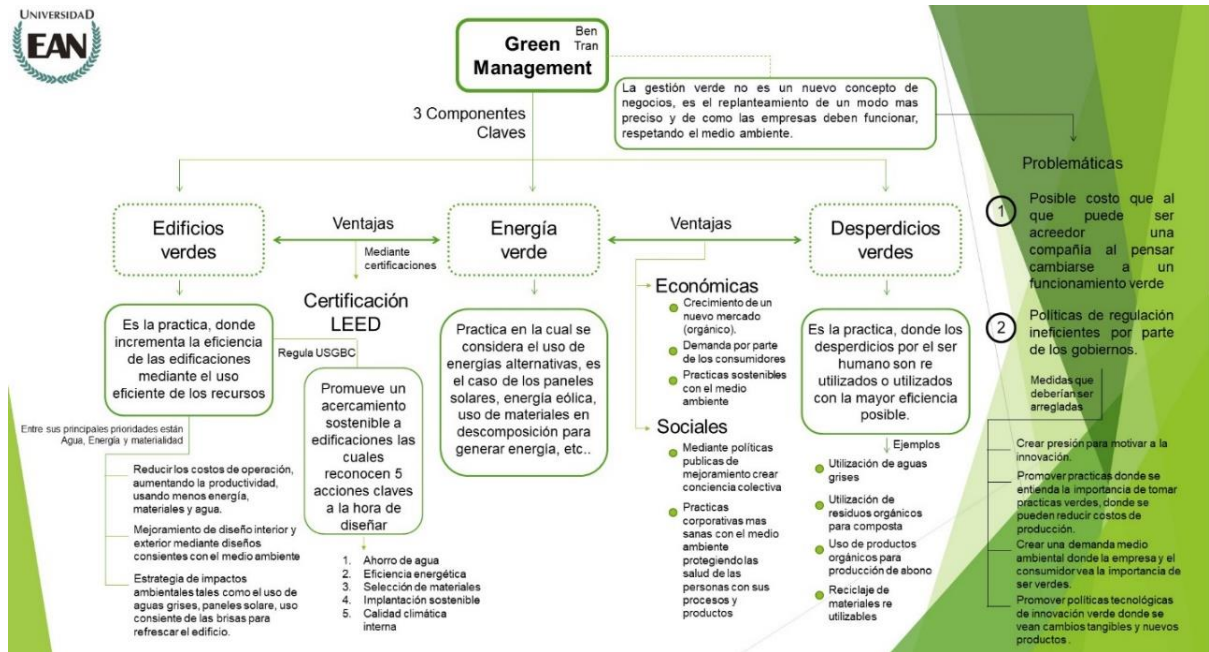 UNIVERSIDAD
EAN
Green
Management
Ben
Tran
La gestión verde no es un nuevo concepto de
negocios, es el replanteamiento de un modo mas
preciso y de como las empresas deben funcionar,
respetando el medio ambiente.
3 Componentes
Claves
Edificios
verdes
Ventajas
Mediante
certificaciones
Energía
verde
Ventajas
Desperdicios
verdes
Es la practica, donde
incrementa la eficiencia
de las edificaciones
mediante el uso
eficiente de los recursos
Regula USGBC
Entre sus principales prioridades están
Agua, Energía y materialidad
Reducir los costos de operación,
aumentando la productividad,
usando menos energía,
materiales y agua.
Mejoramiento de diseño interior y
exterior mediante diseños
consientes con el medio ambiente
Estrategia de impactos
ambientales tales como el uso de
aguas grises, paneles solare, uso
consiente de las brisas para
refrescar el edificio.
Certificación
LEED
Promueve un
acercamiento
sostenible a
edificaciones las
cuales
reconocen 5
acciones claves
a la hora de
diseñar
1. Ahorro de agua
2. Eficiencia energética
3. Selección de materiales
4. Implantación sostenible
5. Calidad climática
interna
Practica en la cual se
considera el uso de
energías alternativas, es
el caso de los paneles
solares, energía eólica,
uso de materiales en
descomposición para
generar energía, etc..
Económicas
Crecimiento de un
nuevo mercado
(orgánico).
Demanda por parte
de los consumidores
Practicas sostenibles
con el medio
ambiente
Sociales
Mediante políticas
publicas de
mejoramiento crear
conciencia colectiva
Practicas
corporativas mas
sanas con el medio
ambiente
protegiendo las
salud de las
personas con sus
procesos y
productos
Es la practica, donde los
desperdicios por el ser
humano son re
utilizados o utilizados
con la mayor eficiencia
posible.
Ejemplos
Utilización de aguas
grises
Utilización de
residuos orgánicos
para composta
Uso de productos
orgánicos para
producción de abono
Reciclaje de
materiales re
utilizables
Problemáticas
1
Posible costo que al
que puede ser
acreedor una
compañía al pensar
cambiarse a un
funcionamiento verde
2
Políticas de regulación
ineficientes por parte
de los gobiernos.
Medidas que
deberían ser
arregladas
Crear presión para motivar a la
innovación.
Promover practicas donde se
entienda la importancia de tomar
practicas verdes, donde se
pueden reducir costos de
producción.
Crear una demanda medio
ambiental donde la empresa y el
consumidor vea la importancia de
ser verdes.
Promover políticas tecnológicas
de innovación verde donde se
vean cambios tangibles y nuevos
productos .